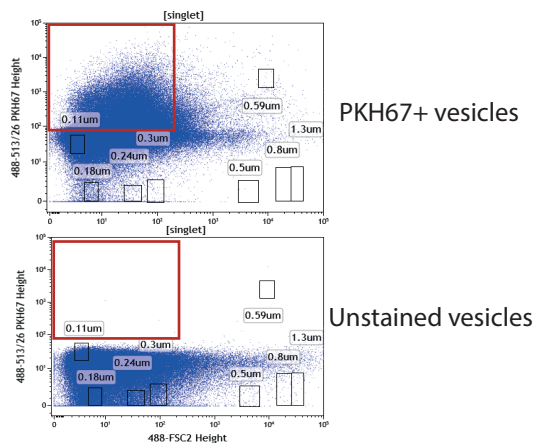 [singlet]
10⁵
10⁴
10³
10²
10¹
0
488-513/26 PKH67 Height
0.11um
0.59um
0.3um
1.3um
0.24um
0.8um
0.18um
0.5um
0 10¹ 10² 10³ 10⁴ 10⁵
PKH67+ vesicles
[singlet]
10⁵
10⁴
10³
10²
10¹
0
488-513/26 PKH67 Height
0.11um
0.59um
0.3um
1.3um
0.24um
0.8um
0.18um
0.5um
0 10¹ 10² 10³ 10⁴ 10⁵
488-FSC2 Height
Unstained vesicles